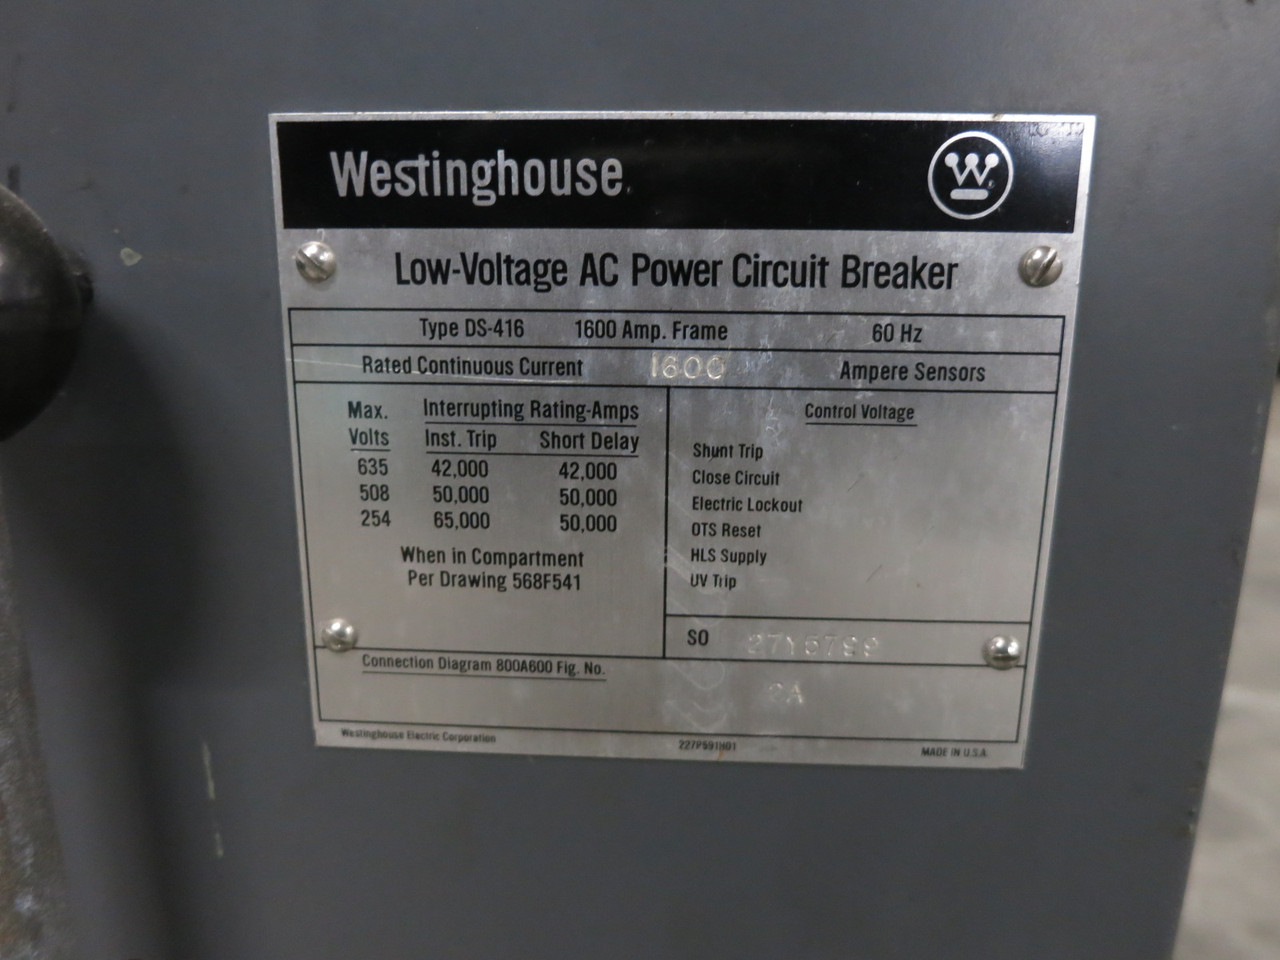 Westinghouse
W
Low-Voltage AC Power Circuit Breaker
Type DS-416 1600 Amp. Frame 60 Hz
Rated Continuous Current 1600 Ampere Sensors
Max. Interrupting Rating-Amps
Volts Inst. Trip Short Delay
635 42,000 42,000
508 50,000 50,000
254 65,000 50,000
When in Compartment
Per Drawing 568F541
Control Voltage
Shunt Trip
Close Circuit
Electric Lockout
OTS Reset
HLS Supply
UV Trip
SO
Connection Diagram 800A600 Fig. No.
2A
Westinghouse Electric Corporation 227P591H01 MADE IN U.S.A.